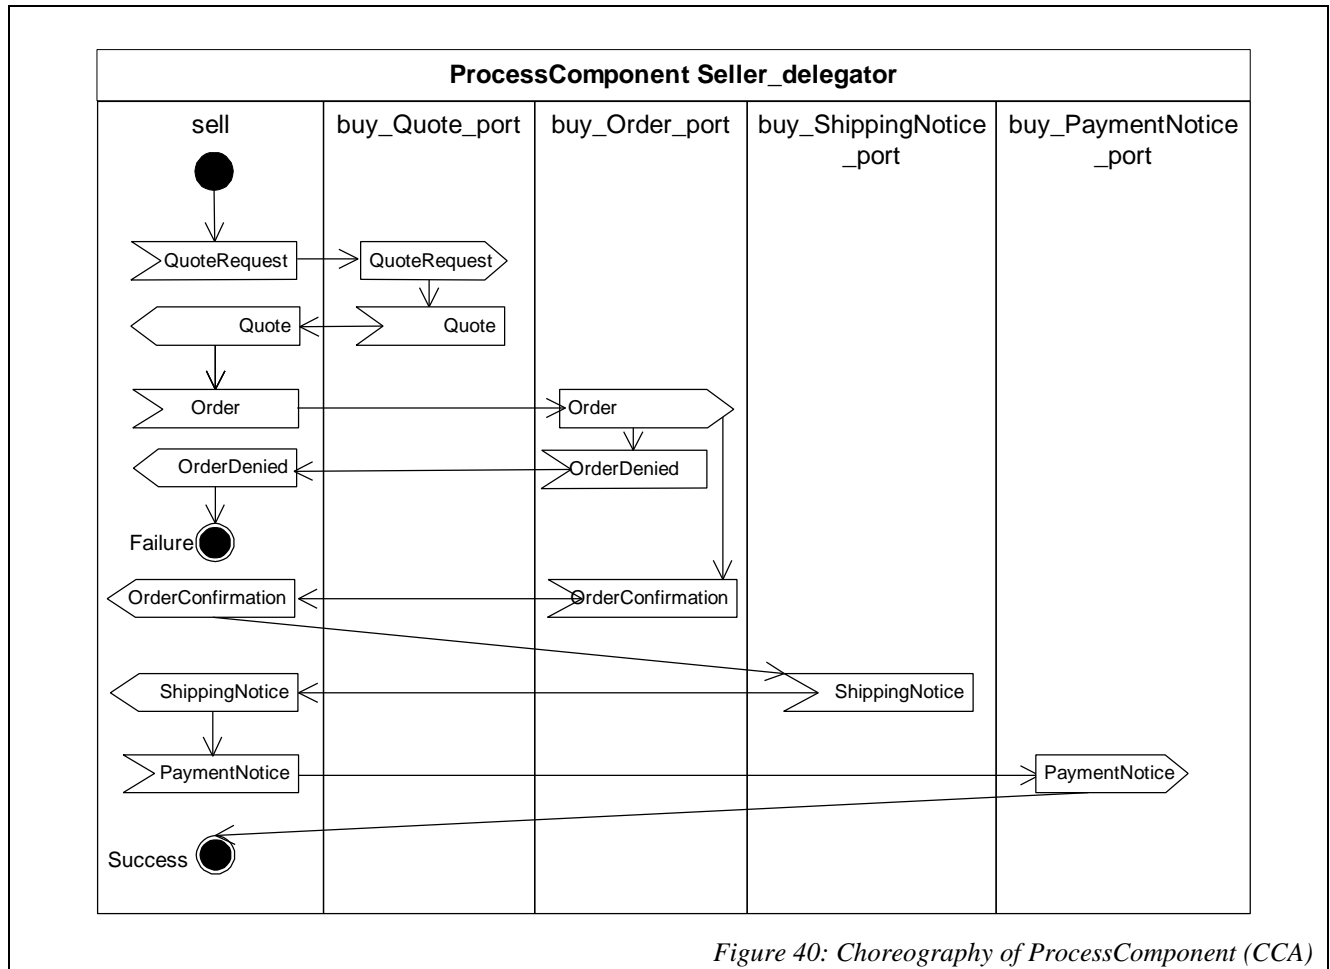 ProcessComponent Seller_delegator
sell
buy_Quote_port
buy_Order_port
buy_ShippingNotice
_port
buy_PaymentNotice
_port
QuoteRequest
QuoteRequest
Quote
Quote
Order
Order
OrderDenied
OrderDenied
Failure
OrderConfirmation
OrderConfirmation
ShippingNotice
ShippingNotice
PaymentNotice
PaymentNotice
Success
Figure 40: Choreography of ProcessComponent (CCA)